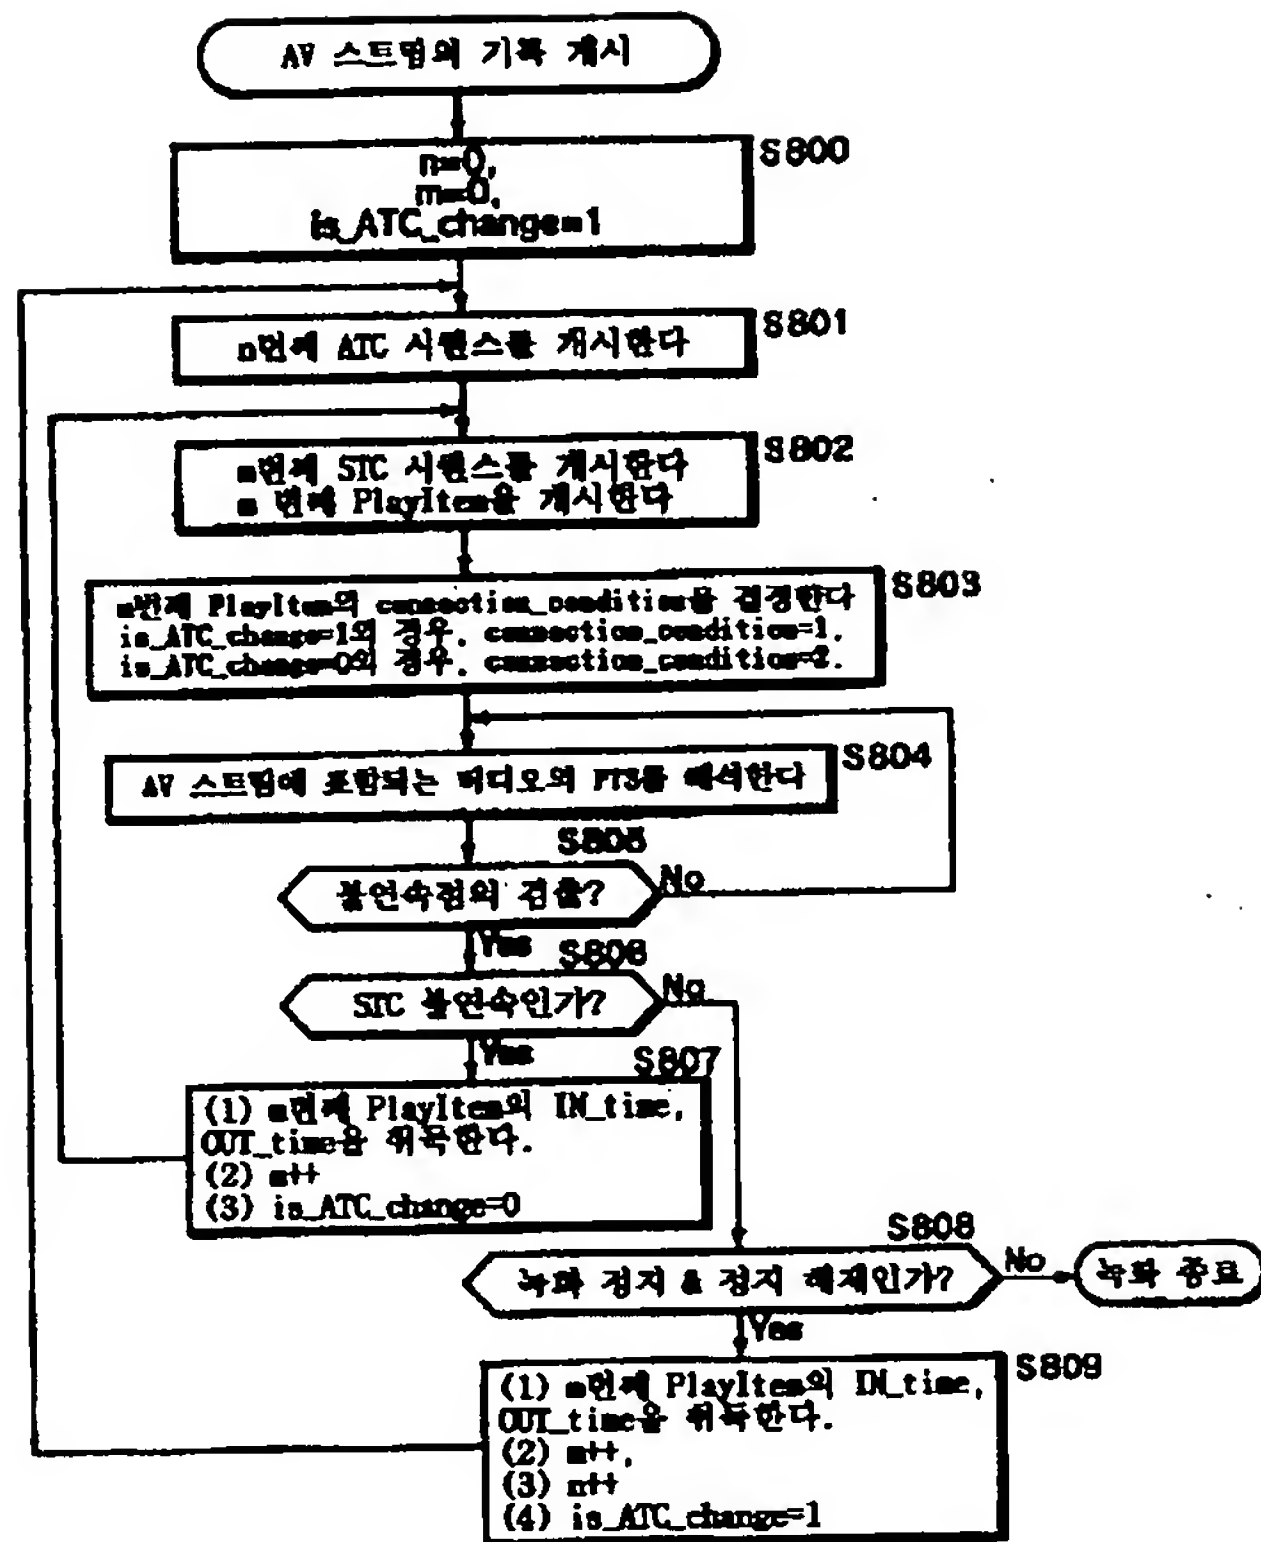 AV 스트림의 기록 개시
S800
n=0,
m=0,
is_ATC_change=1
S801
n번째 ATC 시퀀스를 개시한다
S802
m번째 STC 시퀀스를 개시한다
m 번째 PlayItem을 개시한다
S803
m번째 PlayItem의 connection_condition을 결정한다
is_ATC_change=1의 경우, connection_condition=1.
is_ATC_change=0의 경우, connection_condition=2.
S804
AV 스트림에 포함되는 비디오의 PTS를 해석한다
S805
불연속점의 검출?
No
Yes
S806
STC 불연속인가?
No
Yes
S807
(1) m번째 PlayItem의 IN_time,
OUT_time을 취득한다.
(2) m++
(3) is_ATC_change=0
S808
녹화 정지 & 정지 해제인가?
No
녹화 종료
Yes
S809
(1) m번째 PlayItem의 IN_time,
OUT_time을 취득한다.
(2) m++,
(3) n++
(4) is_ATC_change=1